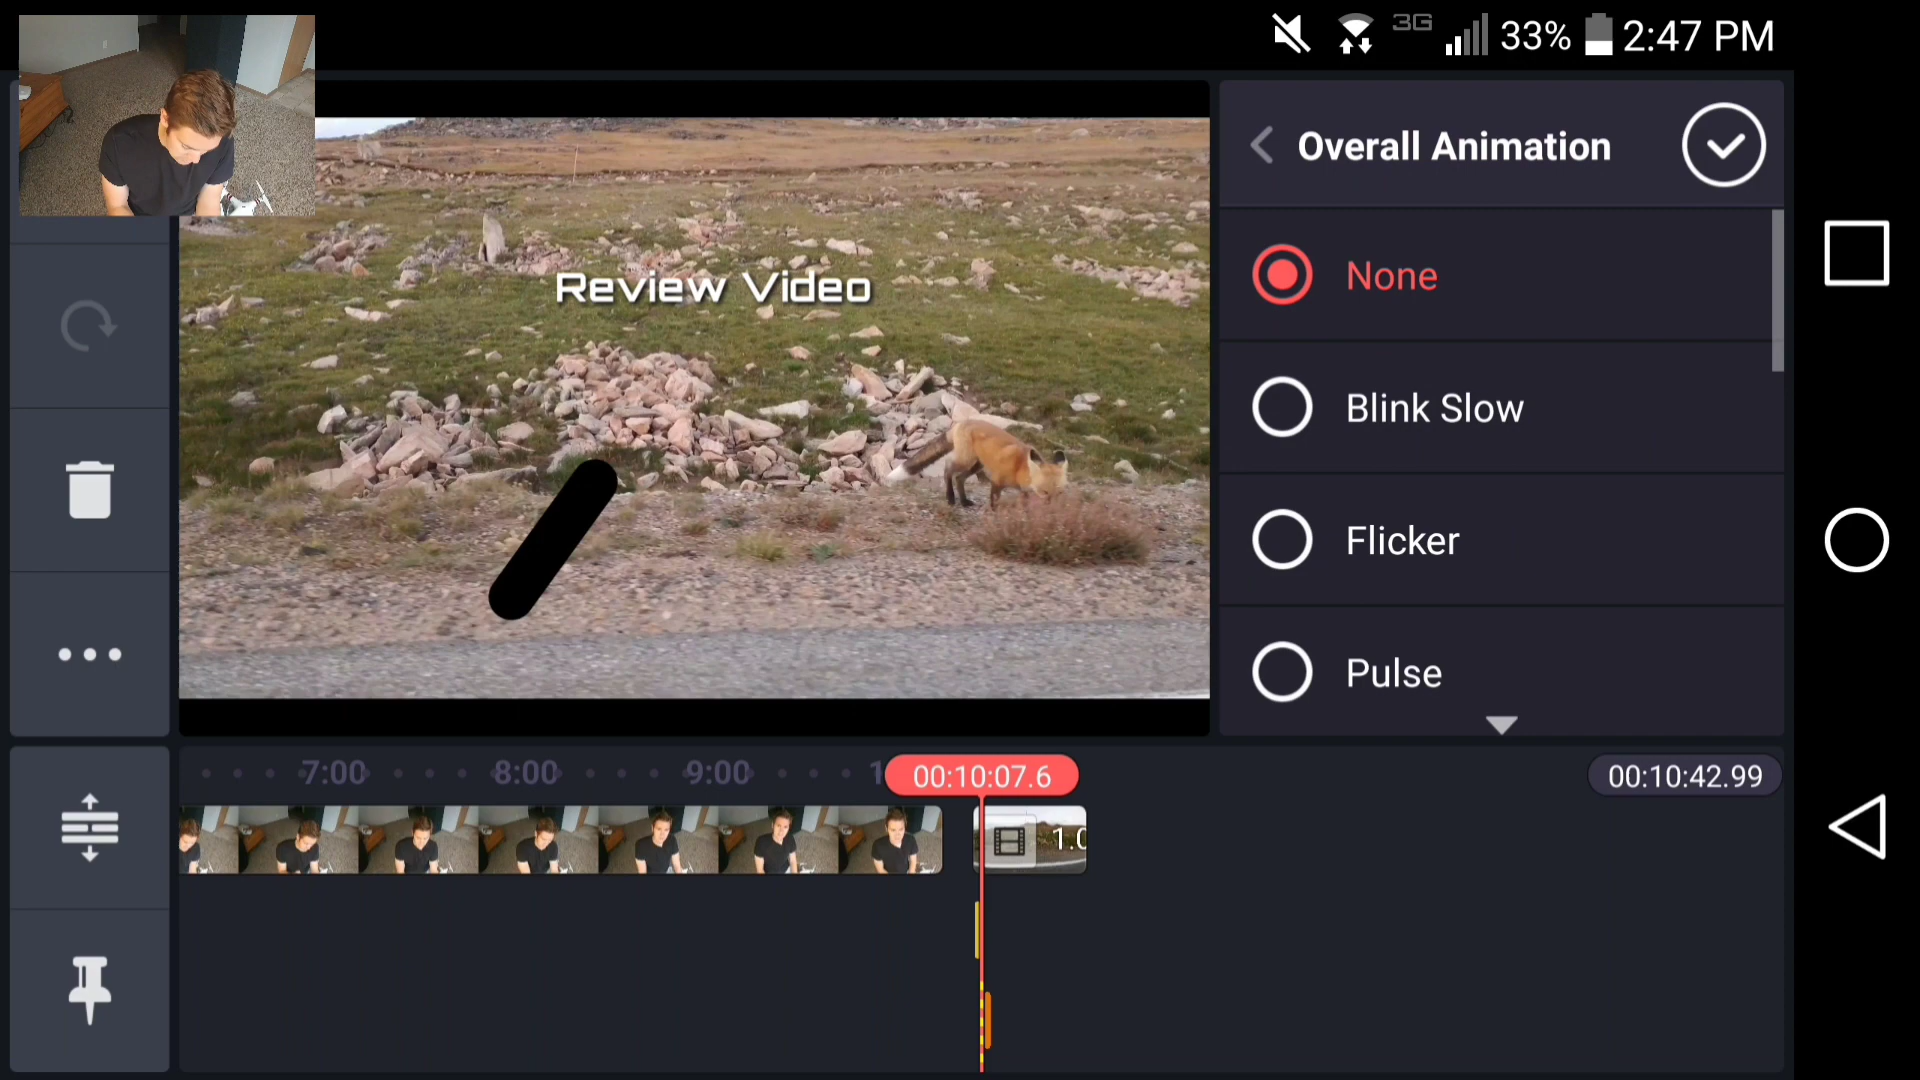 3G 33% 2:47 PM
Overall Animation
Review Video
None
Blink Slow
Flicker
Pulse
7:00 8:00 9:00 00:10:07.6 00:10:42.99